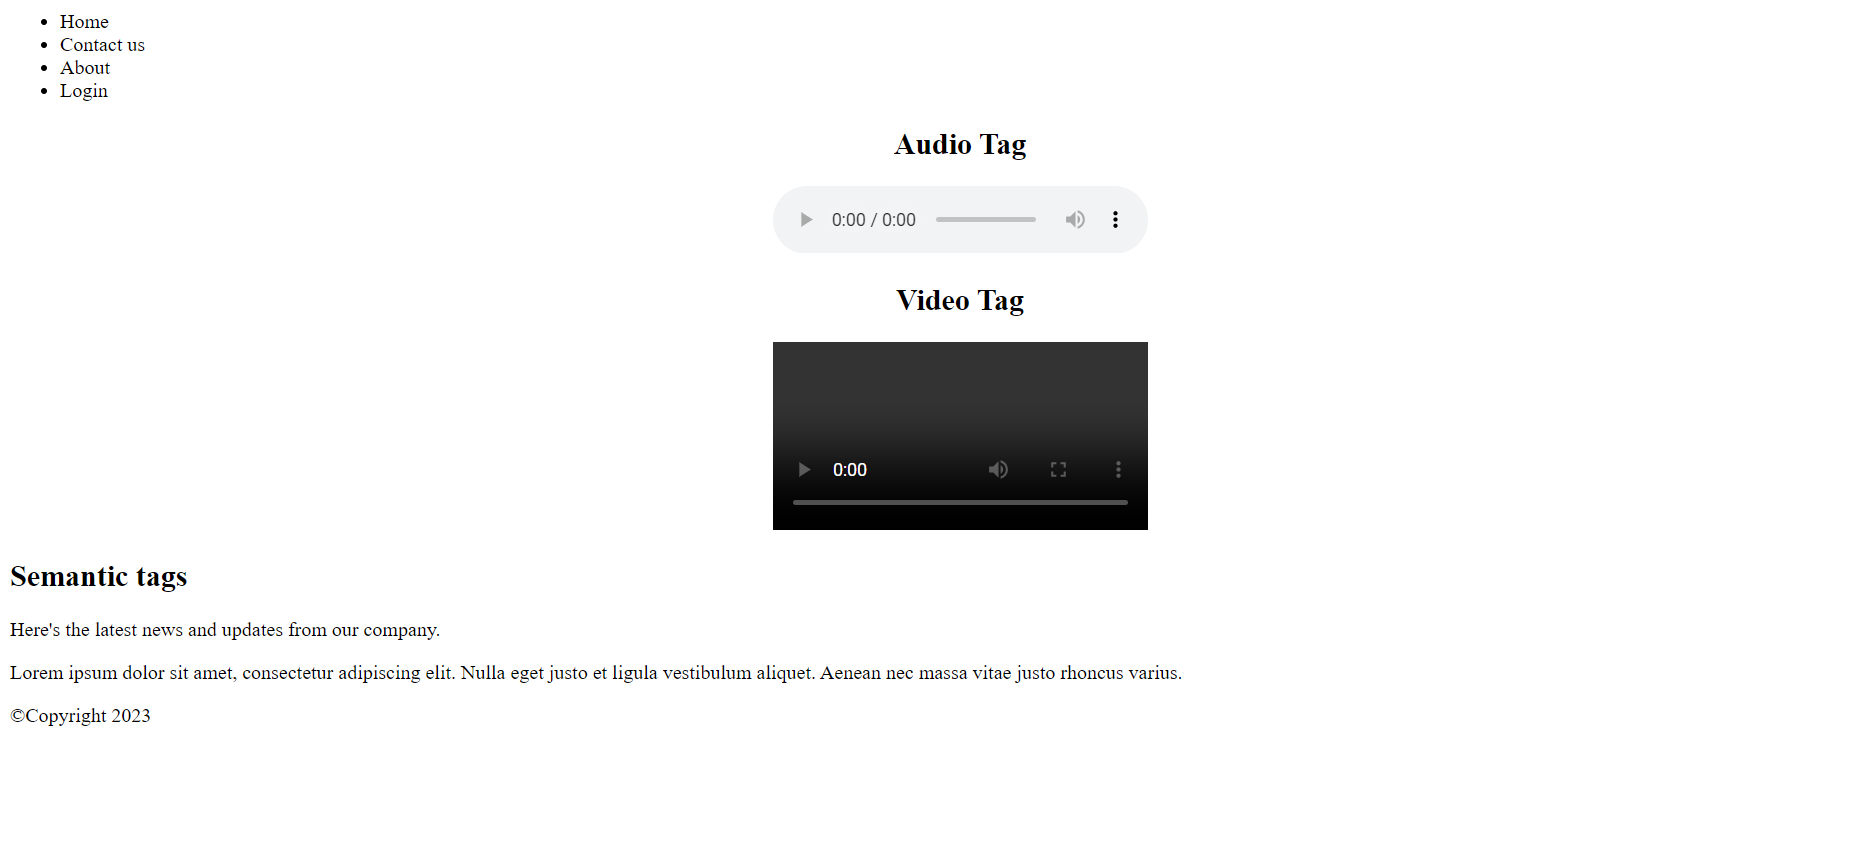 Home
Contact us
About
Login
Audio Tag
0:00 / 0:00
Video Tag
0:00
Semantic tags
Here's the latest news and updates from our company.
Lorem ipsum dolor sit amet, consectetur adipiscing elit. Nulla eget justo et ligula vestibulum aliquet. Aenean nec massa vitae justo rhoncus varius.
©Copyright 2023